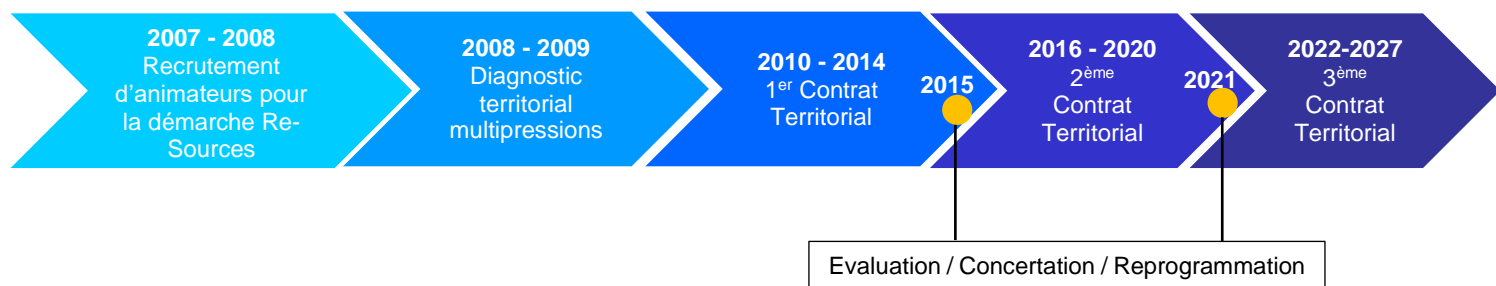 2007 - 2008
Recrutement
d'animateurs pour
la démarche Re-
Sources
2008 - 2009
Diagnostic
territorial
multipressions
2010 - 2014
1er Contrat
Territorial
2015
2016 - 2020
2ème
Contrat
Territorial
2021
2022-2027
3ème
Contrat
Territorial
Evaluation / Concertation / Reprogrammation